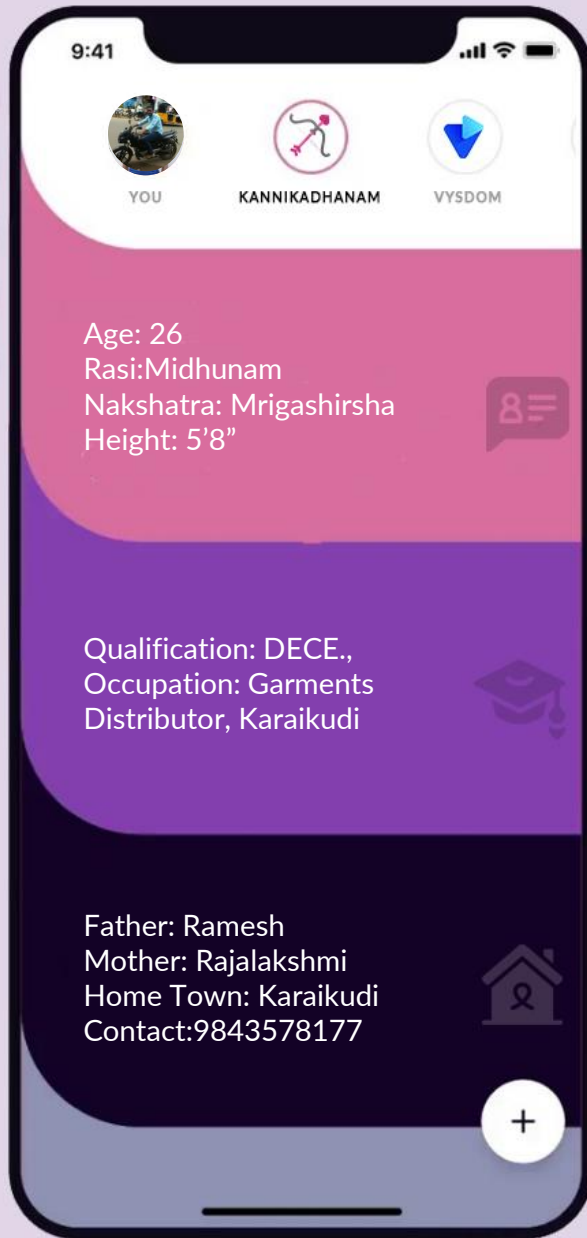 9:41
YOU
KANNIKADHANAM
VYSDOM
Age: 26
Rasi:Midhunam
Nakshatra: Mrigashirsha
Height: 5’8”
Qualification: DECE.,
Occupation: Garments
Distributor, Karaikudi
Father: Ramesh
Mother: Rajalakshmi
Home Town: Karaikudi
Contact:9843578177